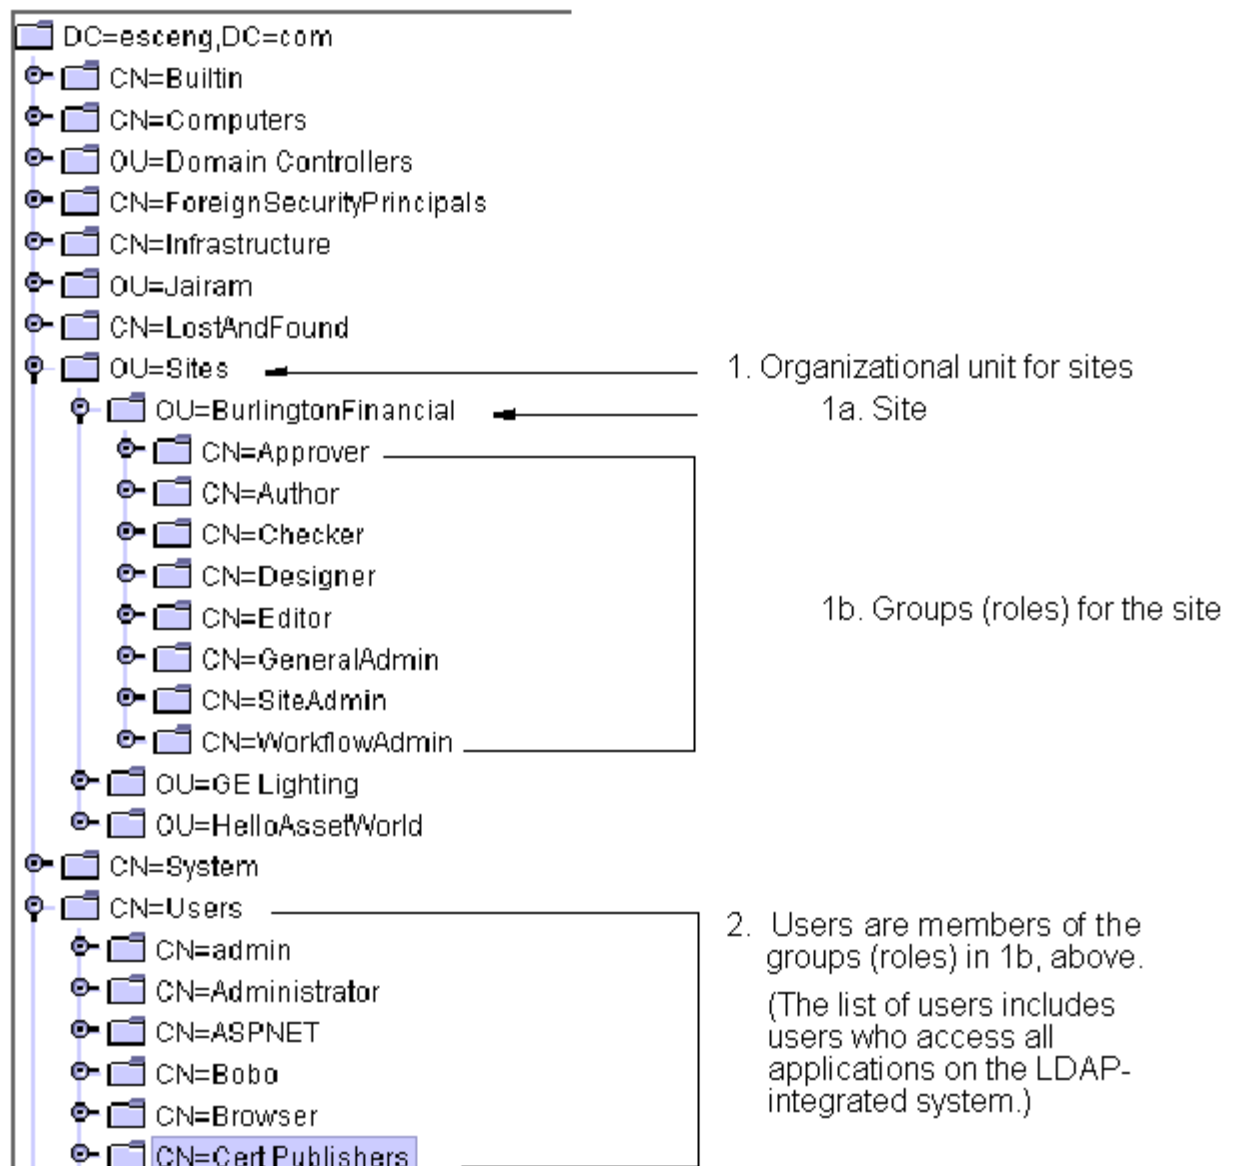 DC=esceng,DC=com
CN=Builtin
CN=Computers
OU=Domain Controllers
CN=ForeignSecurityPrincipals
CN=Infrastructure
OU=Jairam
CN=LostAndFound
OU=Sites
1. Organizational unit for sites
OU=BurlingtonFinancial
1a. Site
CN=Approver
CN=Author
CN=Checker
CN=Designer
CN=Editor
1b. Groups (roles) for the site
CN=GeneralAdmin
CN=SiteAdmin
CN=WorkflowAdmin
OU=GE Lighting
OU=HelloAssetWorld
CN=System
CN=Users
CN=admin
CN=Administrator
CN=ASPNET
CN=Bobo
CN=Browser
CN=Cert Publishers
2. Users are members of the
groups (roles) in 1b, above.
(The list of users includes
users who access all
applications on the LDAP-
integrated system.)